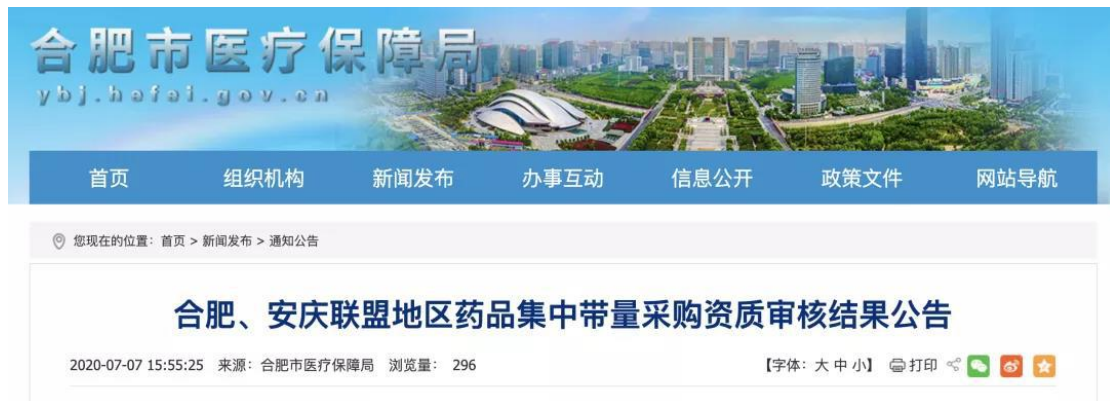 合肥市医疗保障局
ybj.hefei.gov.cn
首页 组织机构 新闻发布 办事互动 信息公开 政策文件 网站导航
您现在的位置：首页 > 新闻发布 > 通知公告
合肥、安庆联盟地区药品集中带量采购资质审核结果公告
2020-07-07 15:55:25 来源：合肥市医疗保障局 浏览量： 296 【字体：大 中 小】 打印